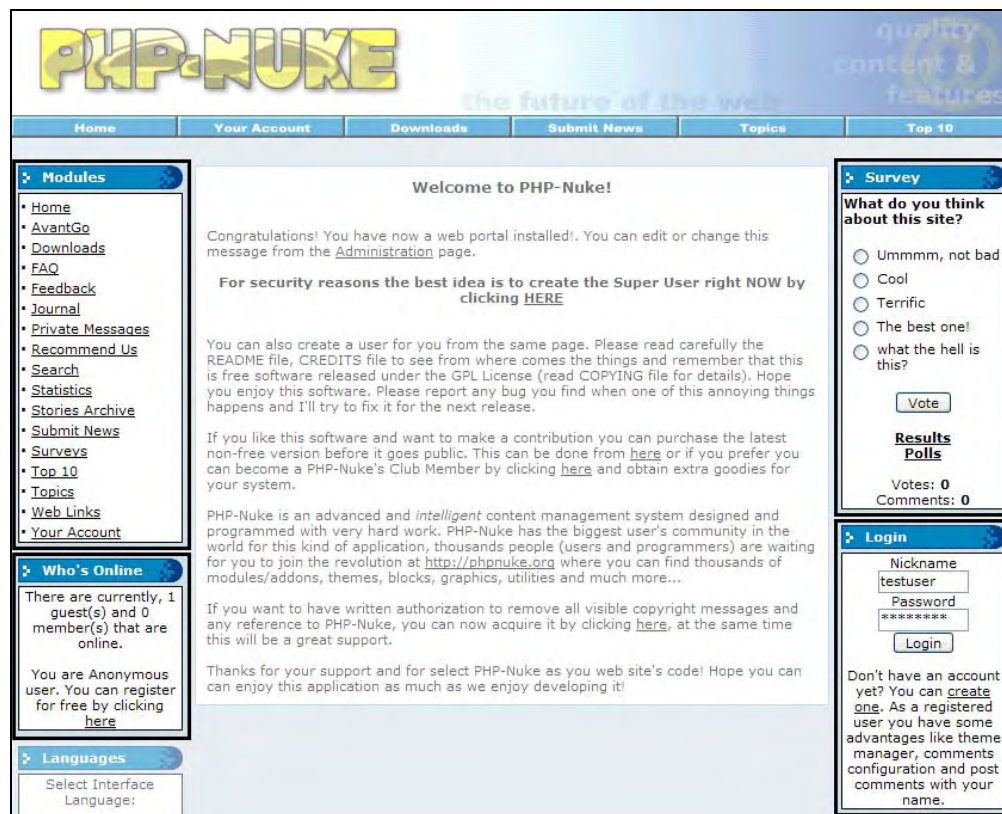 PHP-NUKE
quality
content &
features
the future of the web
Home Your Account Downloads Submit News Topics Top 10
Modules
Home
AvantGo
Downloads
FAQ
Feedback
Journal
Private Messages
Recommend Us
Search
Statistics
Stories Archive
Submit News
Surveys
Top 10
Topics
Web Links
Your Account
Who's Online
There are currently, 1
guest(s) and 0
member(s) that are
online.
You are Anonymous
user. You can register
for free by clicking
here
Languages
Select Interface
Language:
Welcome to PHP-Nuke!
Congratulations! You have now a web portal installed!. You can edit or change this
message from the Administration page.
For security reasons the best idea is to create the Super User right NOW by
clicking HERE
You can also create a user for you from the same page. Please read carefully the
README file, CREDITS file to see from where comes the things and remember that this
is free software released under the GPL License (read COPYING file for details). Hope
you enjoy this software. Please report any bug you find when one of this annoying things
happens and I'll try to fix it for the next release.
If you like this software and want to make a contribution you can purchase the latest
non-free version before it goes public. This can be done from here or if you prefer you
can become a PHP-Nuke's Club Member by clicking here and obtain extra goodies for
your system.
PHP-Nuke is an advanced and intelligent content management system designed and
programmed with very hard work. PHP-Nuke has the biggest user's community in the
world for this kind of application, thousands people (users and programmers) are waiting
for you to join the revolution at http://phpnuke.org where you can find thousands of
modules/addons, themes, blocks, graphics, utilities and much more...
If you want to have written authorization to remove all visible copyright messages and
any reference to PHP-Nuke, you can now acquire it by clicking here, at the same time
this will be a great support.
Thanks for your support and for select PHP-Nuke as you web site's code! Hope you can
can enjoy this application as much as we enjoy developing it!
Survey
What do you think
about this site?
Ummmm, not bad
Cool
Terrific
The best one!
what the hell is
this?
Vote
Results
Polls
Votes: 0
Comments: 0
Login
Nickname
testuser
Password
********
Login
Don't have an account
yet? You can create
one. As a registered
user you have some
advantages like theme
manager, comments
configuration and post
comments with your
name.